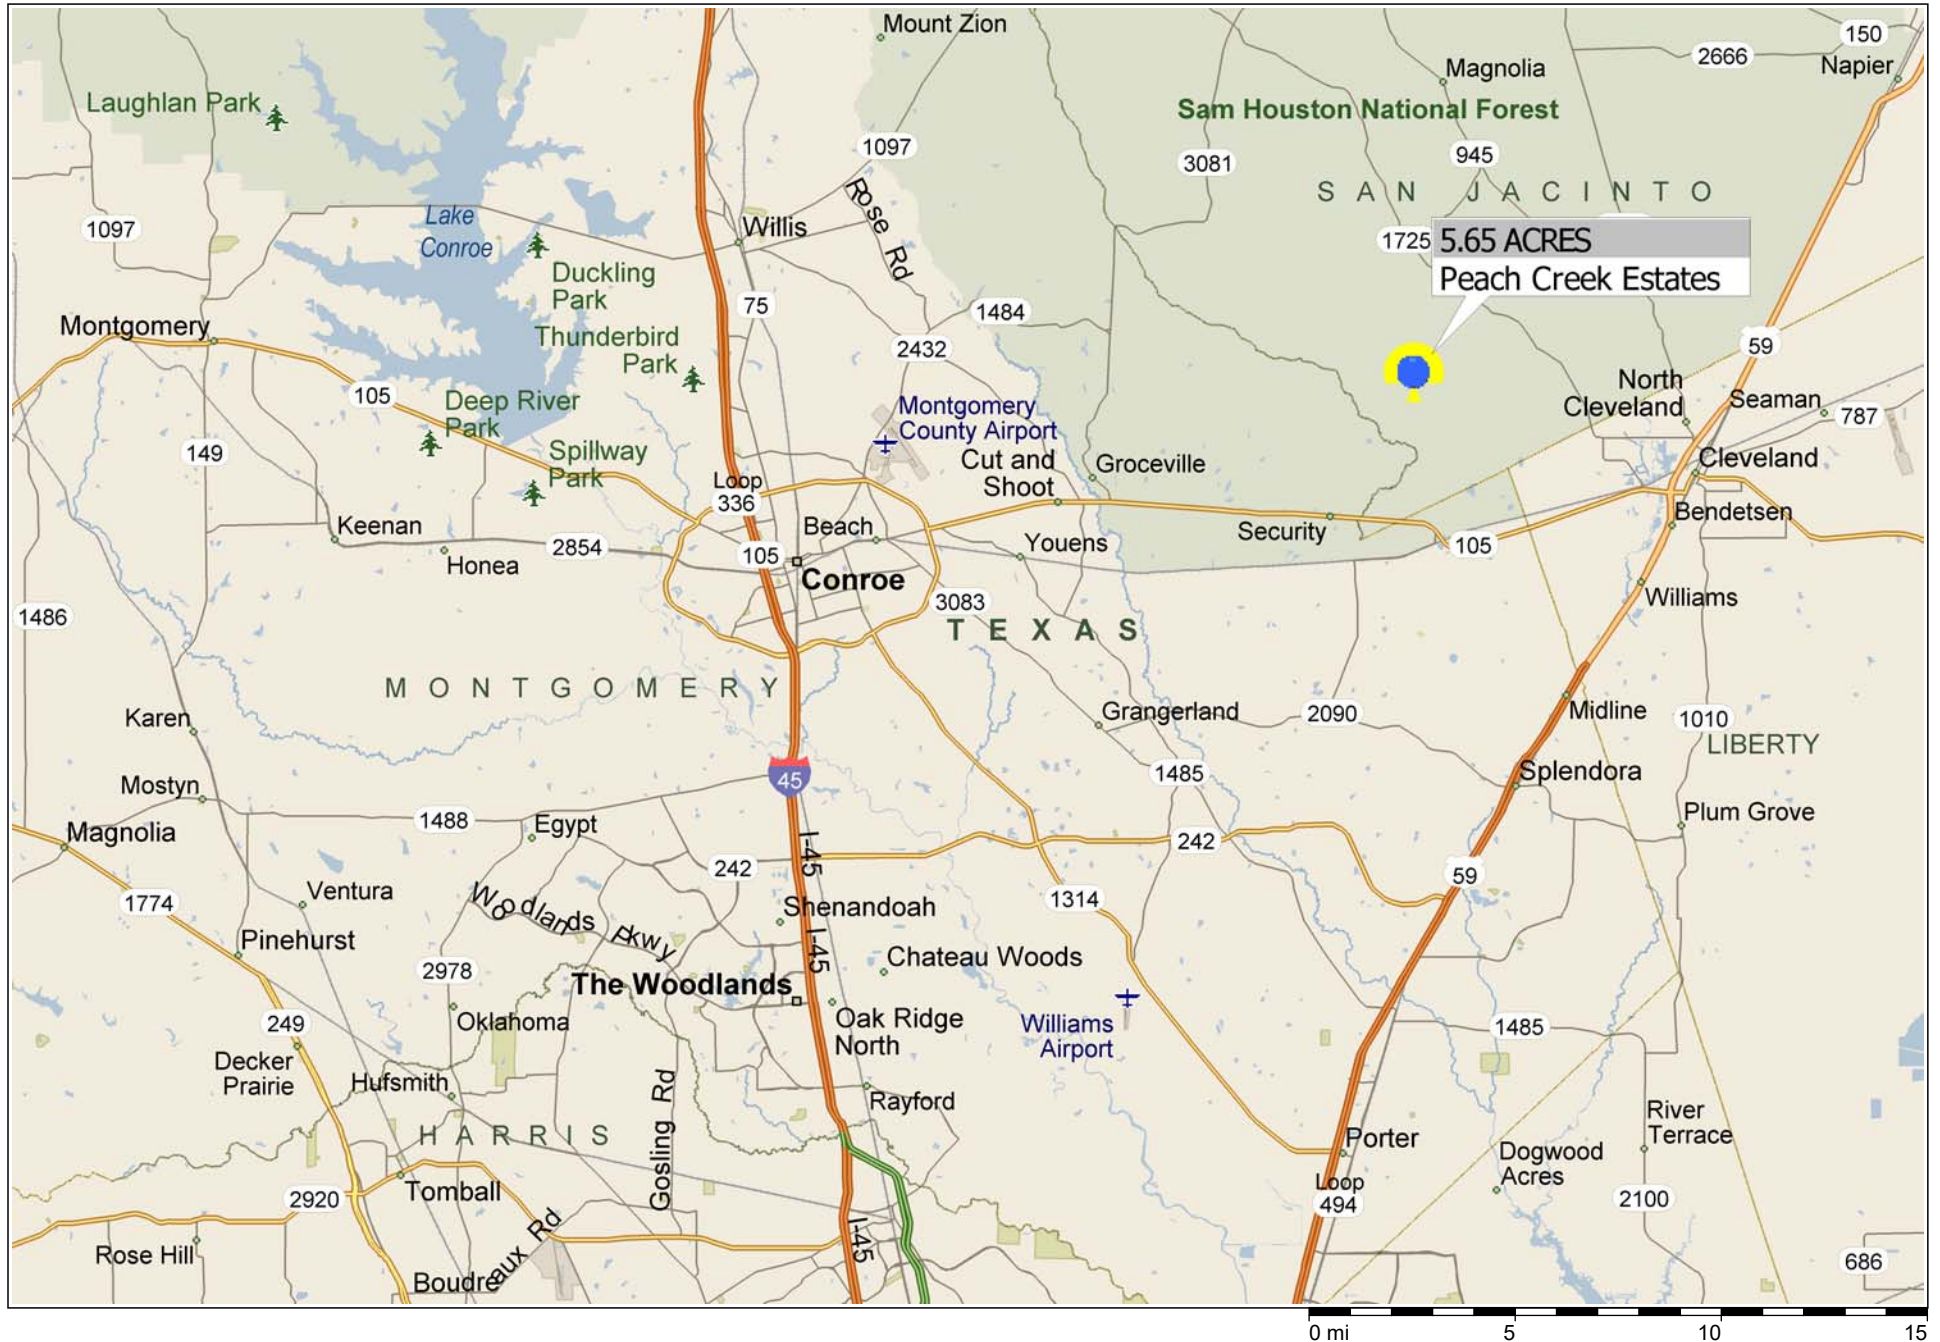 Mount Zion
150
2666
Napier
Magnolia
Laughlan Park
Sam Houston National Forest
1097
3081
945
SAN JACINTO
Rose Rd
Lake
Conroe
1097
Willis
1725
5.65 ACRES
Peach Creek Estates
Duckling
Park
75
1484
Montgomery
Thunderbird
Park
2432
59
105
Deep River
Park
Montgomery
County Airport
North
Cleveland
Seaman
787
149
Spillway
Park
Cut and
Shoot
Groceville
Cleveland
Loop
336
Keenan
Beach
Security
Bendetsen
2854
105
Youens
105
Honea
Conroe
3083
Williams
1486
TEXAS
MONTGOMERY
Karen
Grangerland
2090
Midline
1010
LIBERTY
45
1485
Splendora
Mostyn
1488
Egypt
Plum Grove
Magnolia
I-45
242
242
59
Ventura
1774
Woodlands Pkwy
Shenandoah
1314
Pinehurst
I-45
2978
Chateau Woods
The Woodlands
Oklahoma
Oak Ridge
North
Williams
Airport
1485
249
Decker
Prairie
Hufsmith
Gosling Rd
Rayford
River
Terrace
HARRIS
Porter
Dogwood
Acres
Tomball
2920
Loop
494
2100
I-45
Rose Hill
Boudreaux Rd
686
0 mi
5
10
15